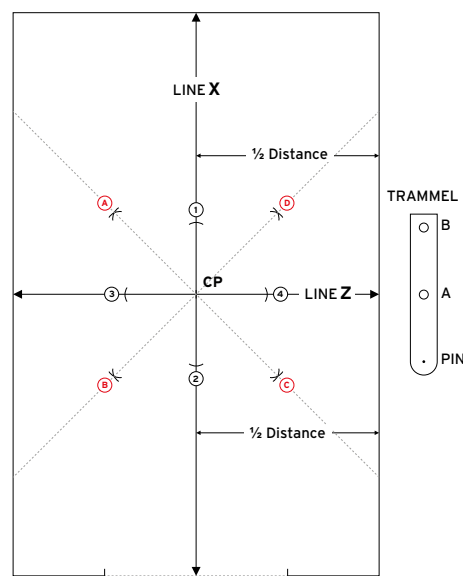 LINE X
½ Distance
TRAMMEL
A
D
1
B
CP
3
4
LINE Z
A
PIN
2
B
C
½ Distance